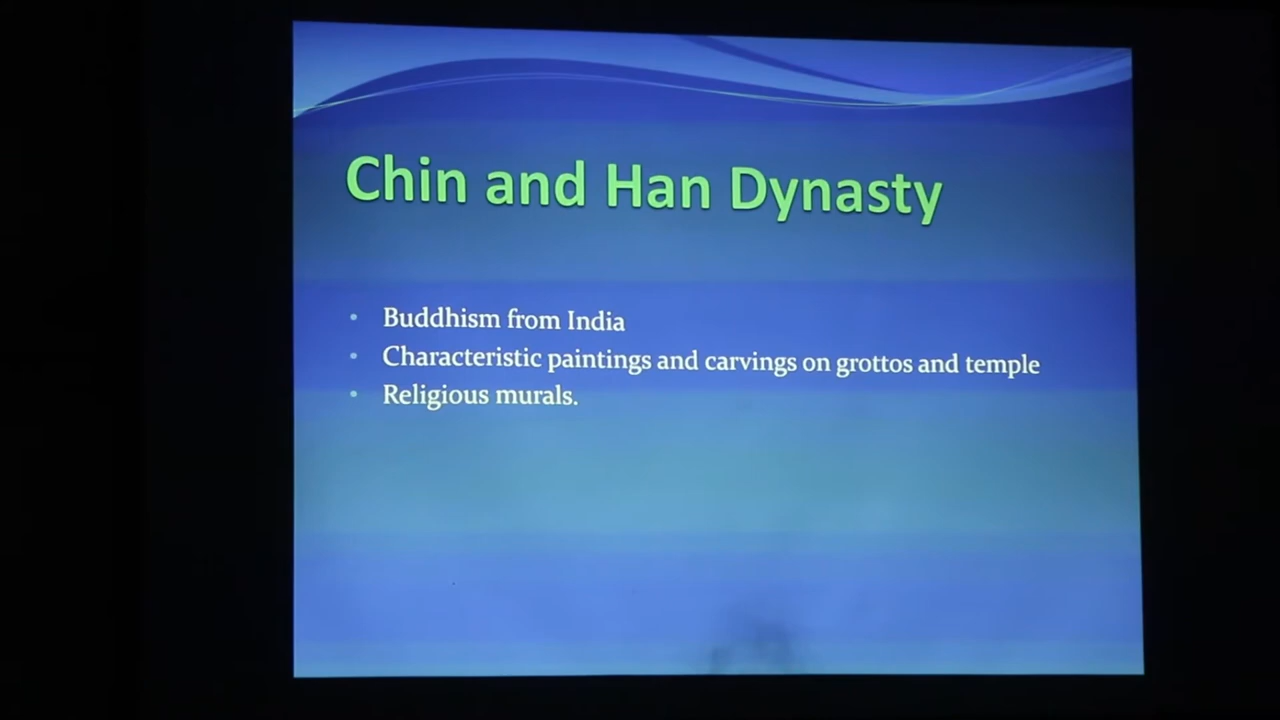 Chin and Han Dynasty
• Buddhism from India
• Characteristic paintings and carvings on grottos and temple
• Religious murals.